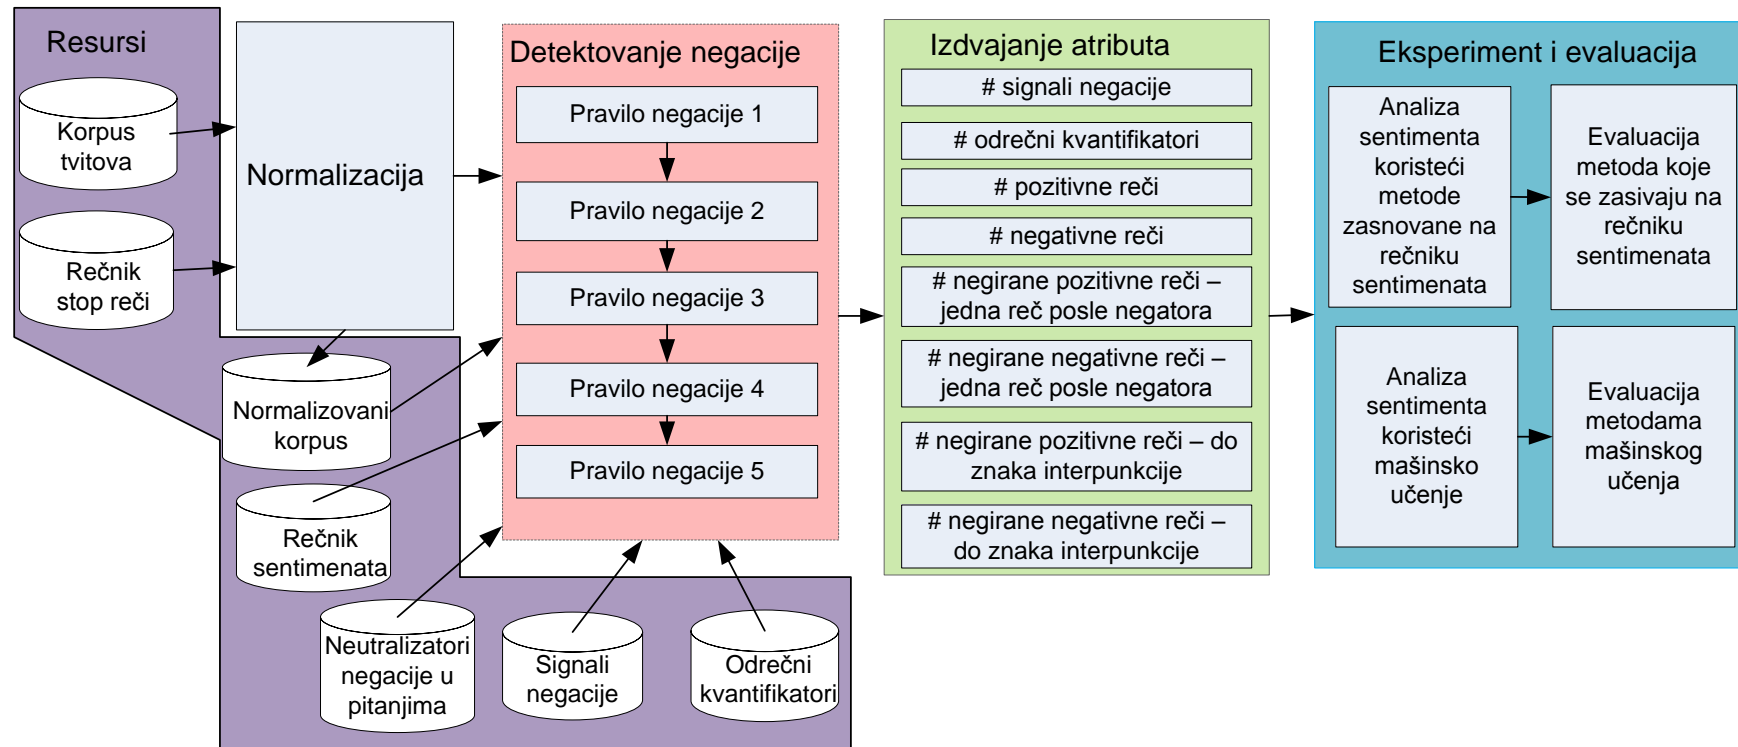 Resursi
Korpus
tvitova
Rečnik
stop reči
Normalizacija
Normalizovani
korpus
Rečnik
sentimenata
Neutralizatori
negacije u
pitanjima
Signali
negacije
Odrečni
kvantifikatori
Detektovanje negacije
Pravilo negacije 1
Pravilo negacije 2
Pravilo negacije 3
Pravilo negacije 4
Pravilo negacije 5
Izdvajanje atributa
# signali negacije
# odrečni kvantifikatori
# pozitivne reči
# negativne reči
# negirane pozitivne reči –
jedna reč posle negatora
# negirane negativne reči –
jedna reč posle negatora
# negirane pozitivne reči – do
znaka interpunkcije
# negirane negativne reči –
do znaka interpunkcije
Eksperiment i evaluacija
Analiza
sentimenta
koristeći
metode
zasnovane na
rečniku
sentimenata
Evaluacija
metoda koje
se zasivaju na
rečniku
sentimenata
Analiza
sentimenta
koristeći
mašinsko
učenje
Evaluacija
metodama
mašinskog
učenja